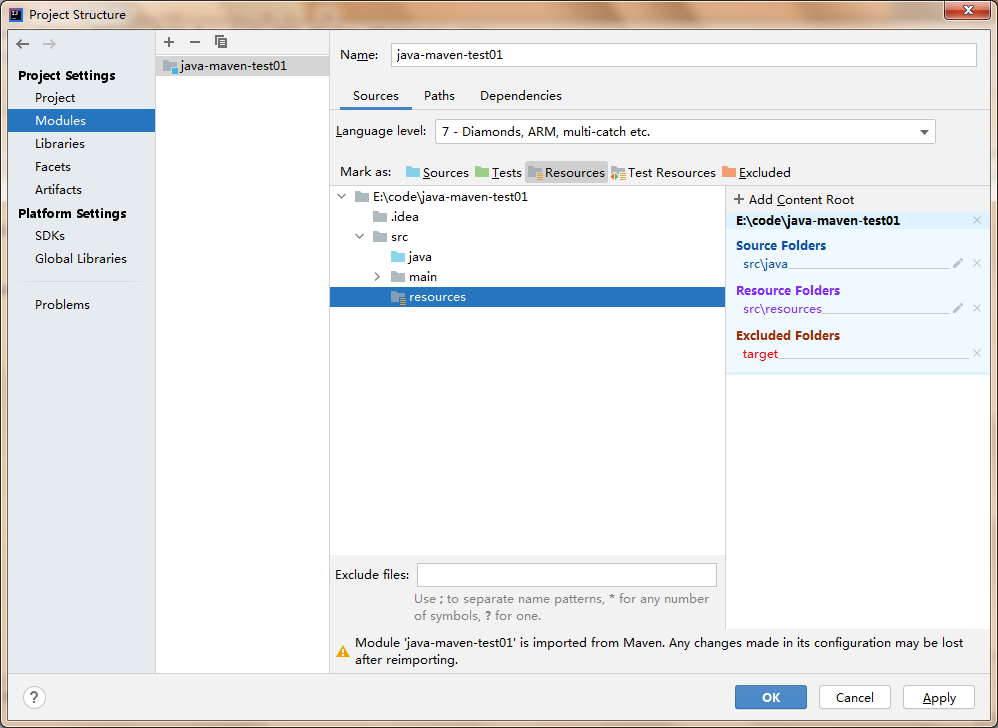 Project Structure
Project Settings
Project
Modules
Libraries
Facets
Artifacts
Platform Settings
SDKs
Global Libraries
Problems
java-maven-test01
Name:
java-maven-test01
Sources
Paths
Dependencies
Language level:
7 - Diamonds, ARM, multi-catch etc.
Mark as:
Sources
Tests
Resources
Test Resources
Excluded
E:\code\java-maven-test01
.idea
src
java
main
resources
+ Add Content Root
E:\code\java-maven-test01
Source Folders
src\java
Resource Folders
src\resources
Excluded Folders
target
Exclude files:
Use ; to separate name patterns, * for any number
of symbols, ? for one.
Module 'java-maven-test01' is imported from Maven. Any changes made in its configuration may be lost
after reimporting.
?
OK
Cancel
Apply